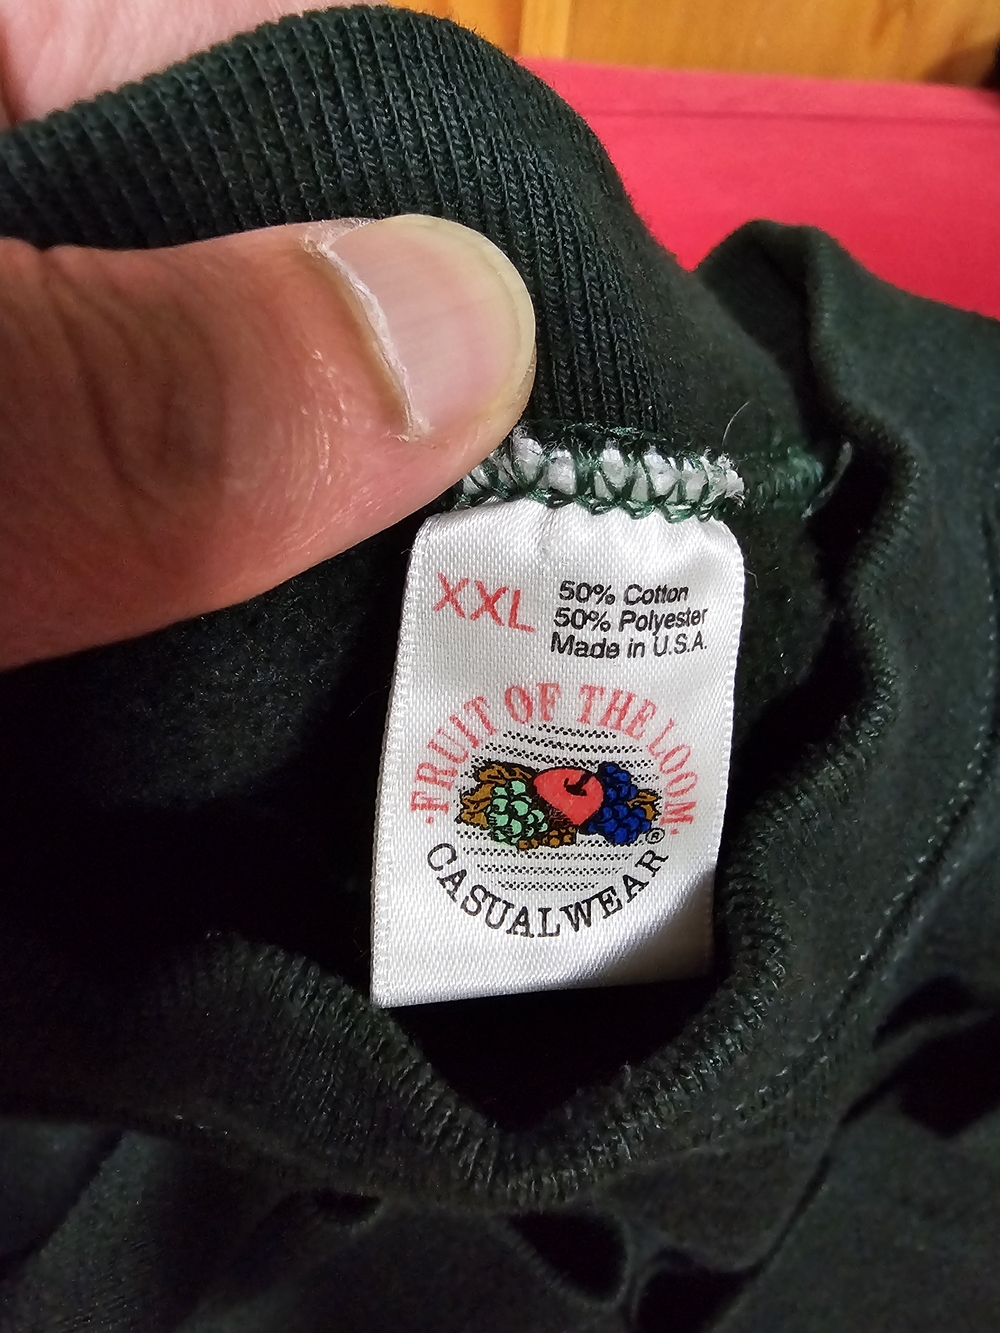 XXL
50% Cotton
50% Polyester
Made in U.S.A.
FRUIT OF THE LOOM
®
CASUALWEAR